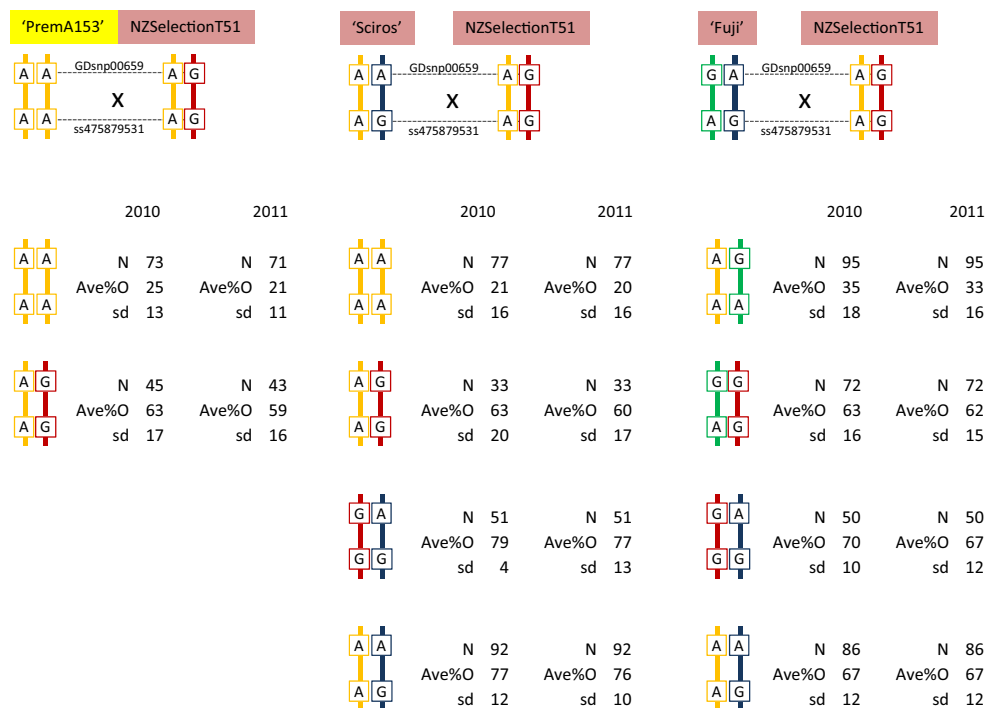 ‘PremA153’ NZSelectionT51
A A GDsnp00659 A G
X
A A ss475879531 A G
2010 2011
A A N 73 N 71
Ave%O 25 Ave%O 21
A A sd 13 sd 11
A G N 45 N 43
Ave%O 63 Ave%O 59
A G sd 17 sd 16
‘Sciros’ NZSelectionT51
A A GDsnp00659 A G
X
A G ss475879531 A G
2010 2011
A A N 77 N 77
Ave%O 21 Ave%O 20
A A sd 16 sd 16
A G N 33 N 33
Ave%O 63 Ave%O 60
A G sd 20 sd 17
G A N 51 N 51
Ave%O 79 Ave%O 77
G G sd 4 sd 13
A A N 92 N 92
Ave%O 77 Ave%O 76
A G sd 12 sd 10
‘Fuji’ NZSelectionT51
G A GDsnp00659 A G
X
A G ss475879531 A G
2010 2011
A G N 95 N 95
Ave%O 35 Ave%O 33
A A sd 18 sd 16
G G N 72 N 72
Ave%O 63 Ave%O 62
A G sd 16 sd 15
G A N 50 N 50
Ave%O 70 Ave%O 67
G G sd 10 sd 12
A A N 86 N 86
Ave%O 67 Ave%O 67
A G sd 12 sd 12